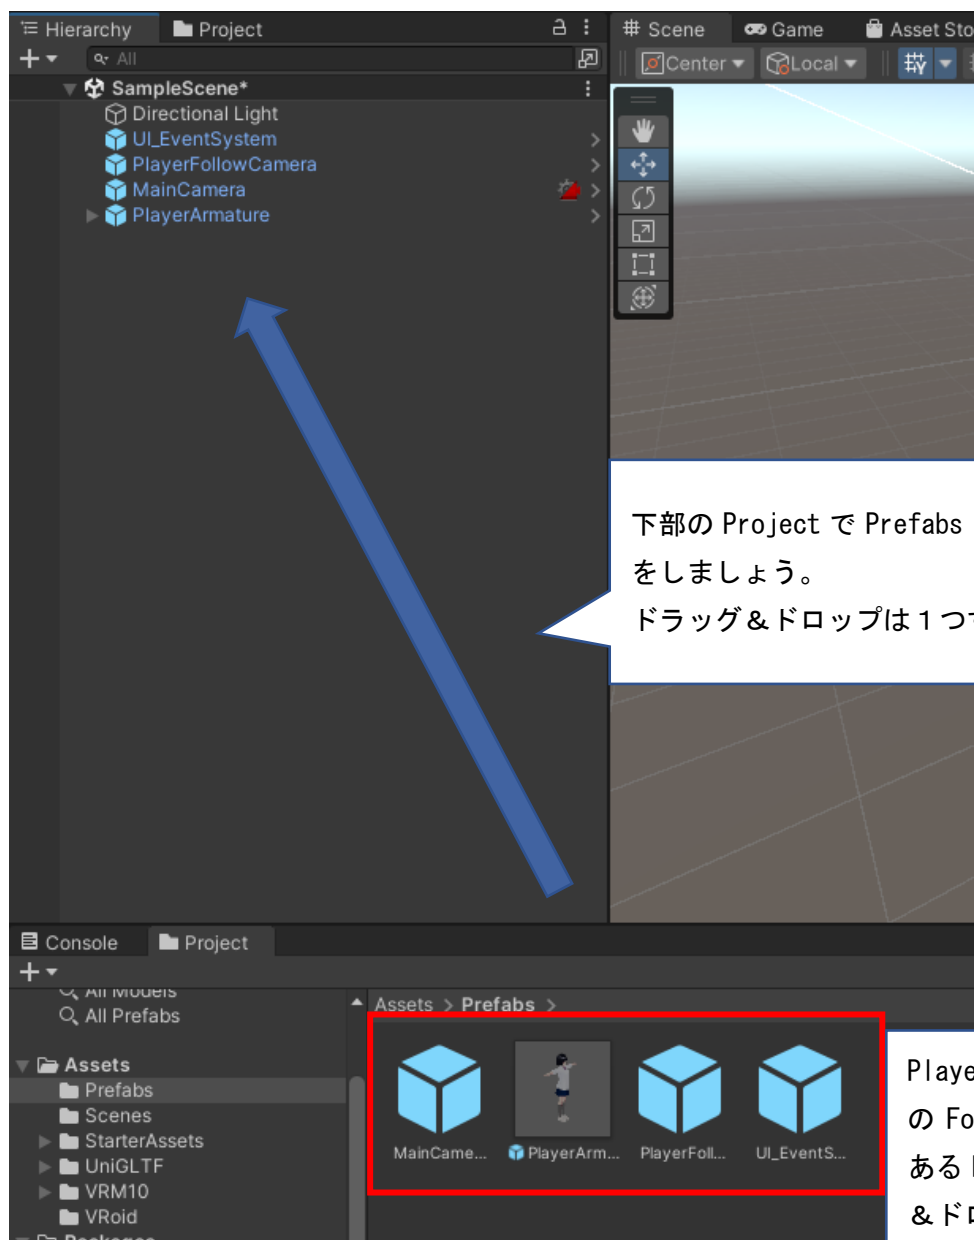 Hierarchy
Project
Scene
Game
Asset Sto
All
Center
Local
SampleScene*
Directional Light
UI_EventSystem
PlayerFollowCamera
MainCamera
PlayerArmature
下部の Project で Prefabs
をしましょう。
ドラッグ＆ドロップは１つ
Console
Project
All Models
All Prefabs
Assets > Prefabs >
Assets
Prefabs
Scenes
StarterAssets
UniGLTF
VRM10
VRoid
Packages
MainCame...
PlayerArm...
PlayerFoll...
UI_EventS...
Playe
の Fo
ある
＆ド